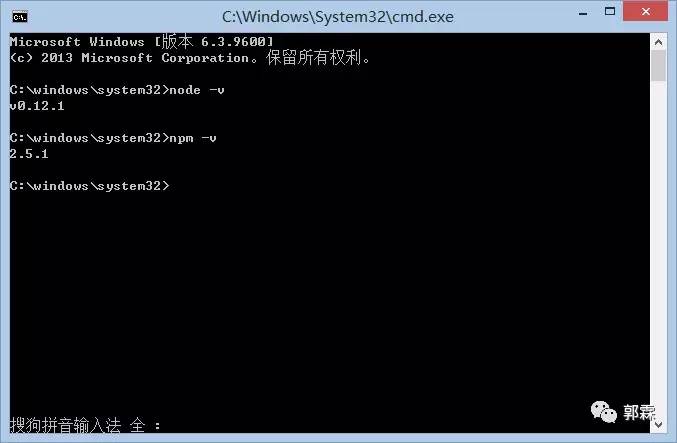 C:\Windows\System32\cmd.exe
Microsoft Windows [版本 6.3.9600]
(c) 2013 Microsoft Corporation。保留所有权利。
C:\windows\system32>node -v
v0.12.1
C:\windows\system32>npm -v
2.5.1
C:\windows\system32>
郭霖
搜狗拼音输入法 全 :